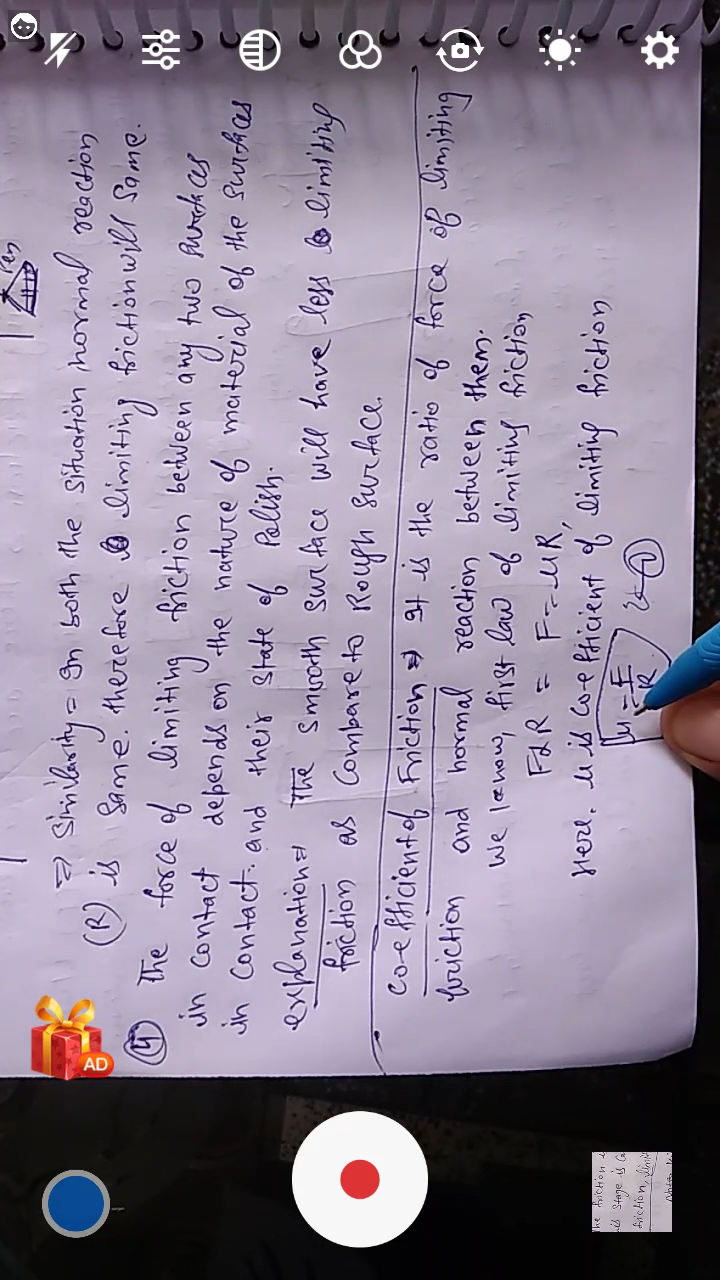 ⇒ Similarity = In both the situation normal reaction
(R) is same. therefore limiting friction will same.
(4) The force of limiting friction between any two surfaces
in contact depends on the nature of material of the surfaces
in contact. and their state of Polish.
explanation ⇒ The smooth surface will have less limiting
friction as compare to Rough surface.
co-efficient of Friction ⇒ It is the ratio of force of limiting
friction and normal reaction between them.
we know, first law of limiting friction
F∝R = F = μR,
Here. μ is co-efficient of limiting friction
μ = F/R. (1)
AD